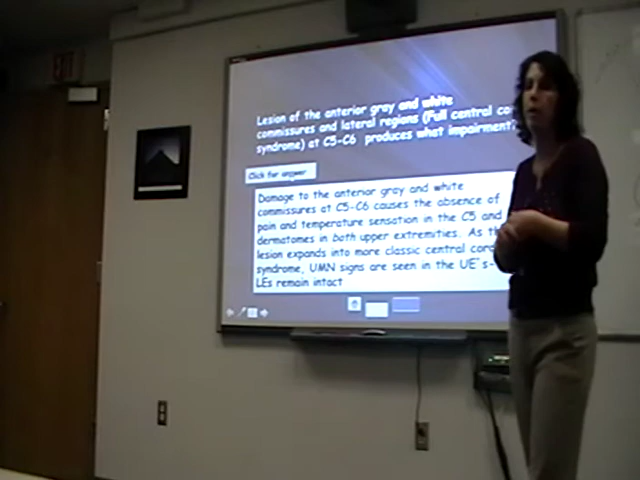 EXIT
Lesion of the anterior gray and white
commissures and lateral regions (Full central
syndrome) at C5-C6 produces what impairment?
Click for answer
Damage to the anterior gray and white
commissures at C5-C6 causes the absence of
pain and temperature sensation in the C5 and
dermatomes in both upper extremities. As
lesion expands into more classic central
syndrome, UMN signs are seen in the UE's-
LEs remain intact